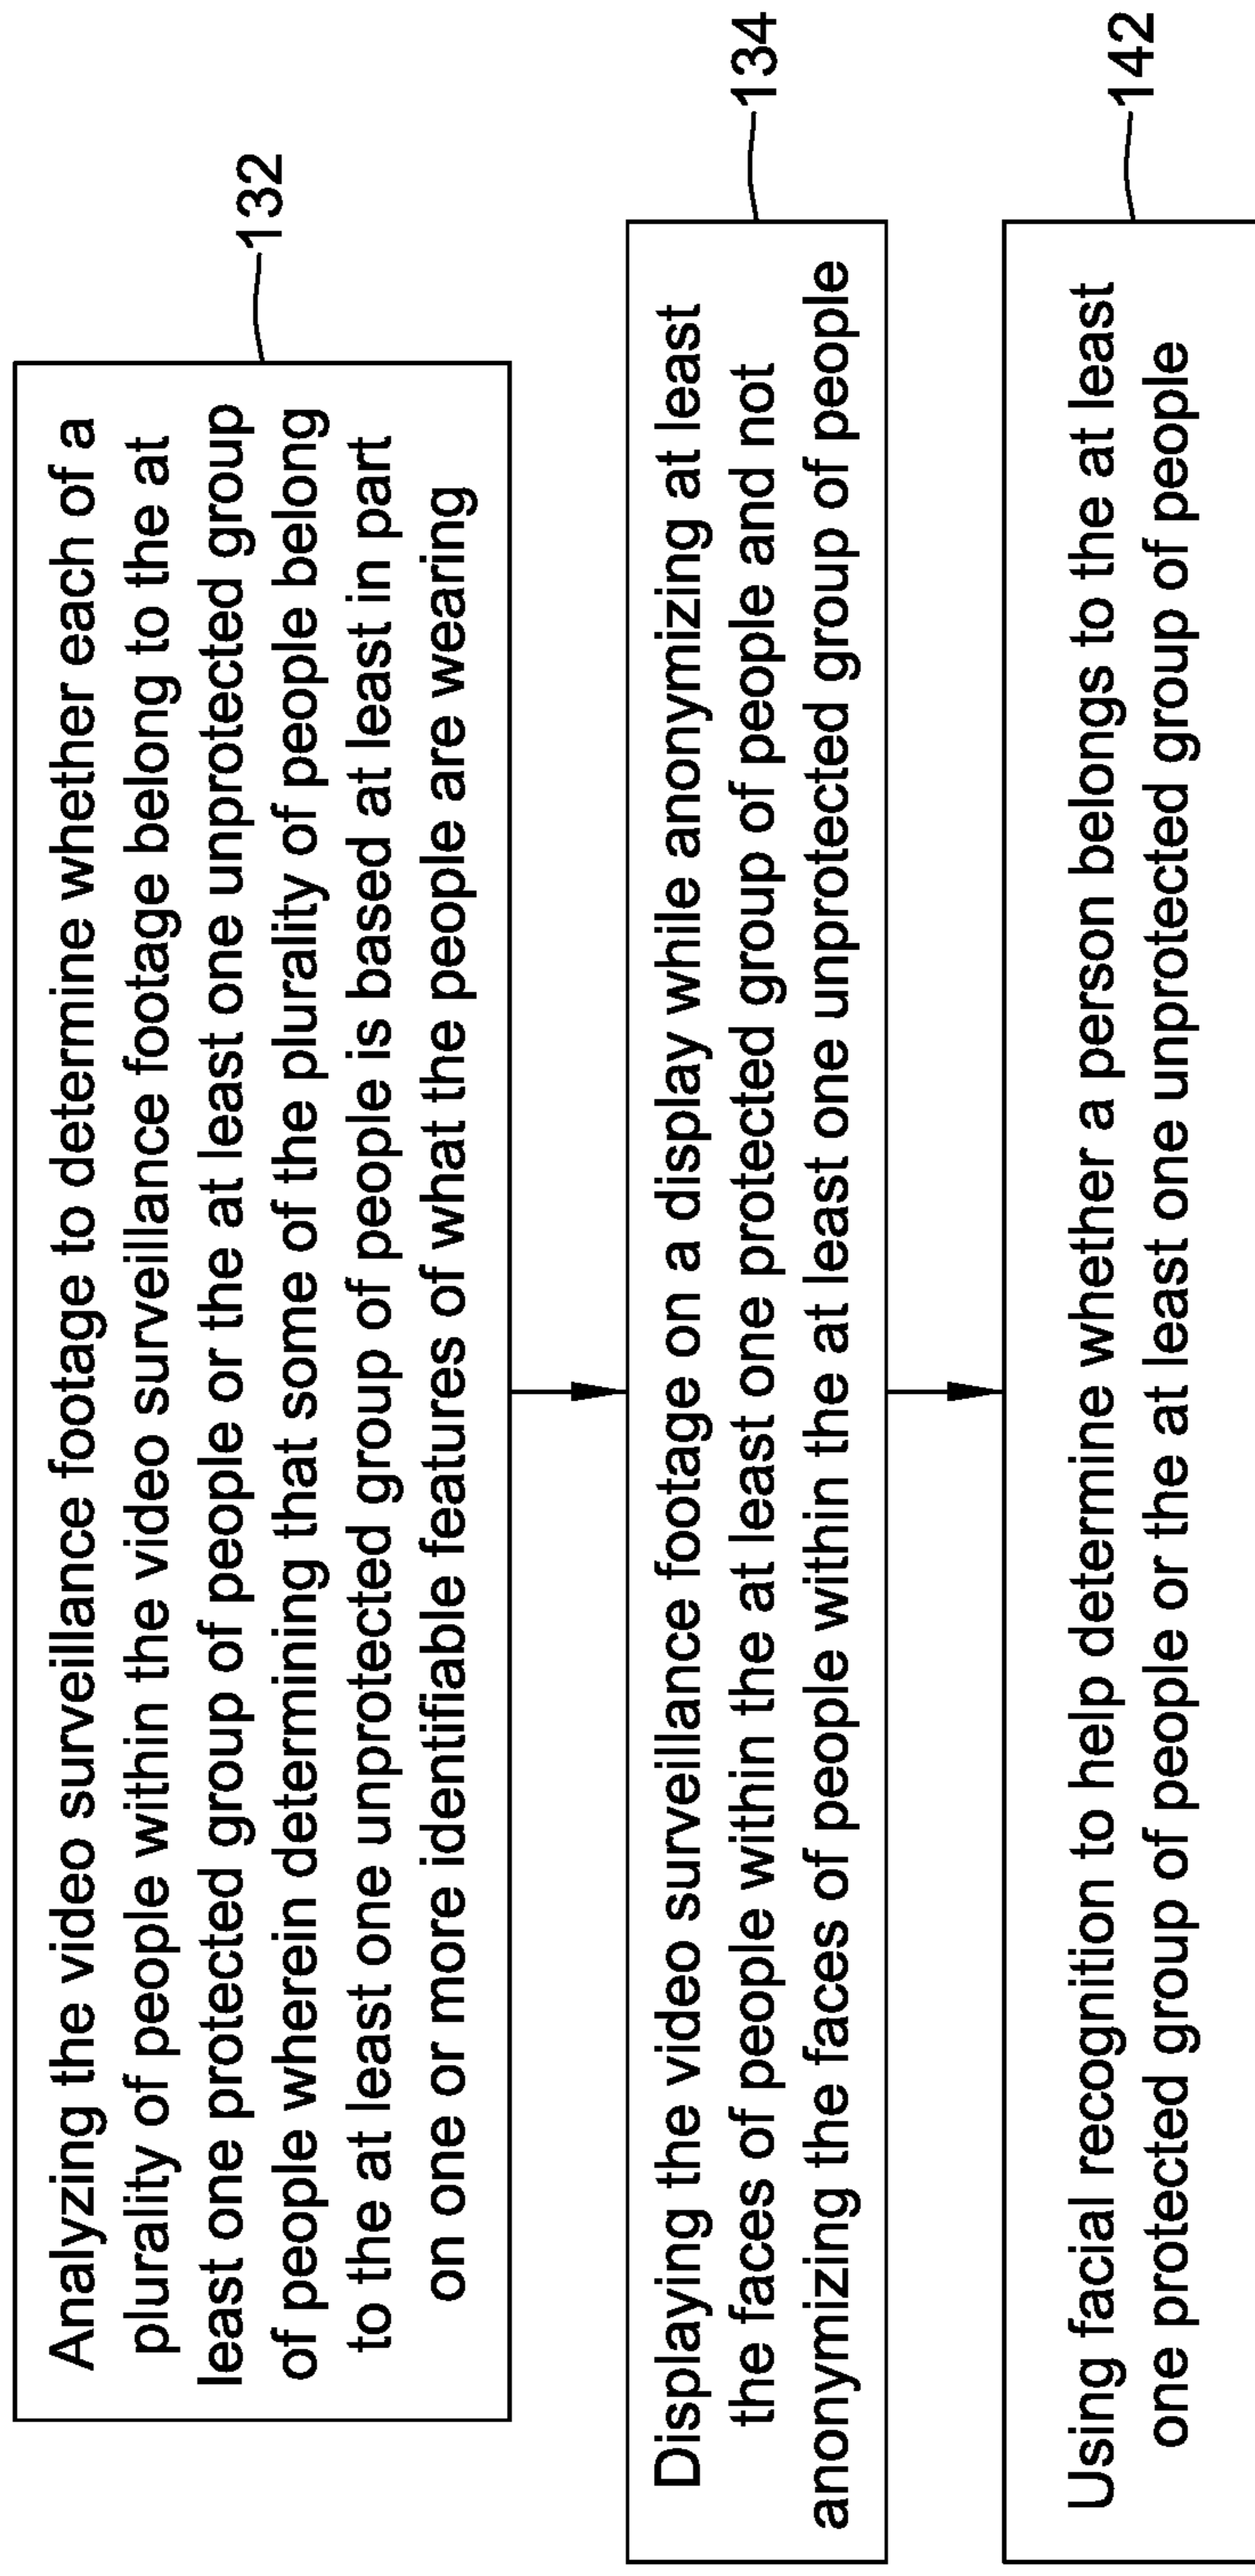 Analyzing the video surveillance footage to determine whether each of a
plurality of people within the video surveillance footage belong to the at
least one protected group of people or the at least one unprotected group
of people wherein determining that some of the plurality of people belong
to the at least one unprotected group of people is based at least in part
on one or more identifiable features of what the people are wearing
132
Displaying the video surveillance footage on a display while anonymizing at least
the faces of people within the at least one protected group of people and not
anonymizing the faces of people within the at least one unprotected group of people
134
Using facial recognition to help determine whether a person belongs to the at least
one protected group of people or the at least one unprotected group of people
142